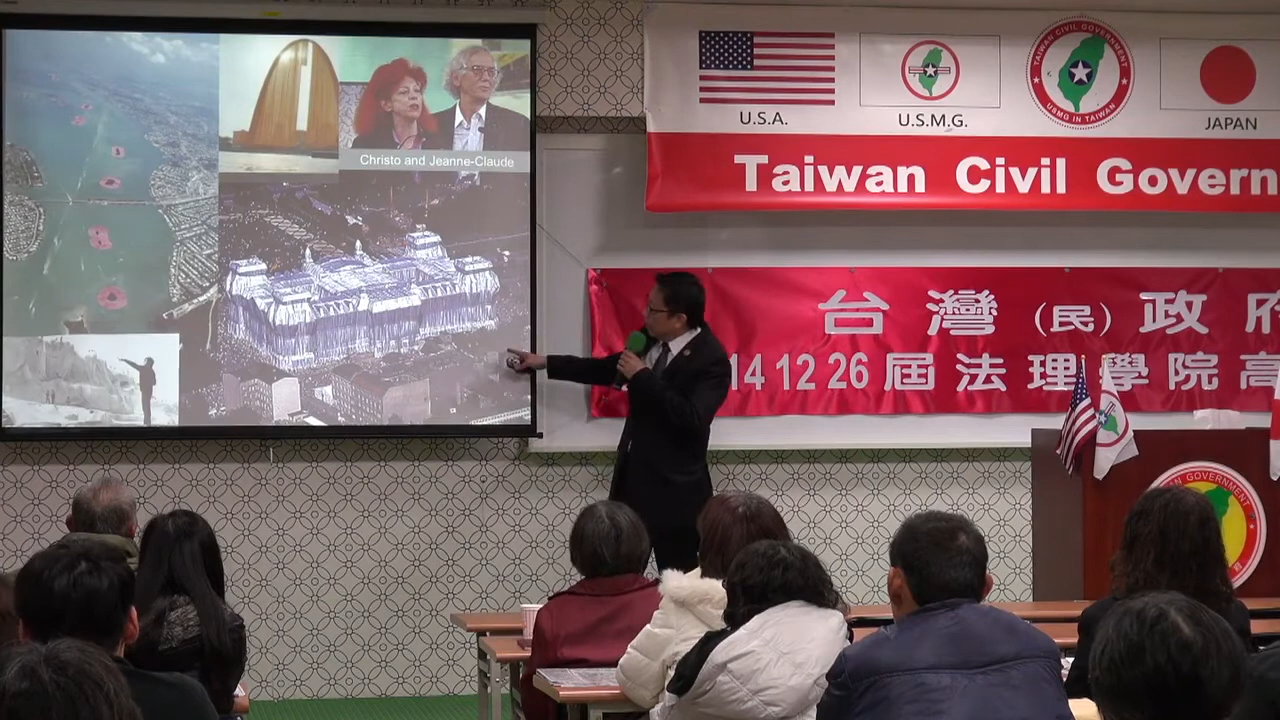 Christo and Jeanne-Claude
U.S.A.
U.S.M.G.
TAIWAN CIVIL GOVERNMENT
USMG IN TAIWAN
JAPAN
Taiwan Civil Govern
台灣(民)政府
14 12 26 屆法理學院高
GOVERNMENT